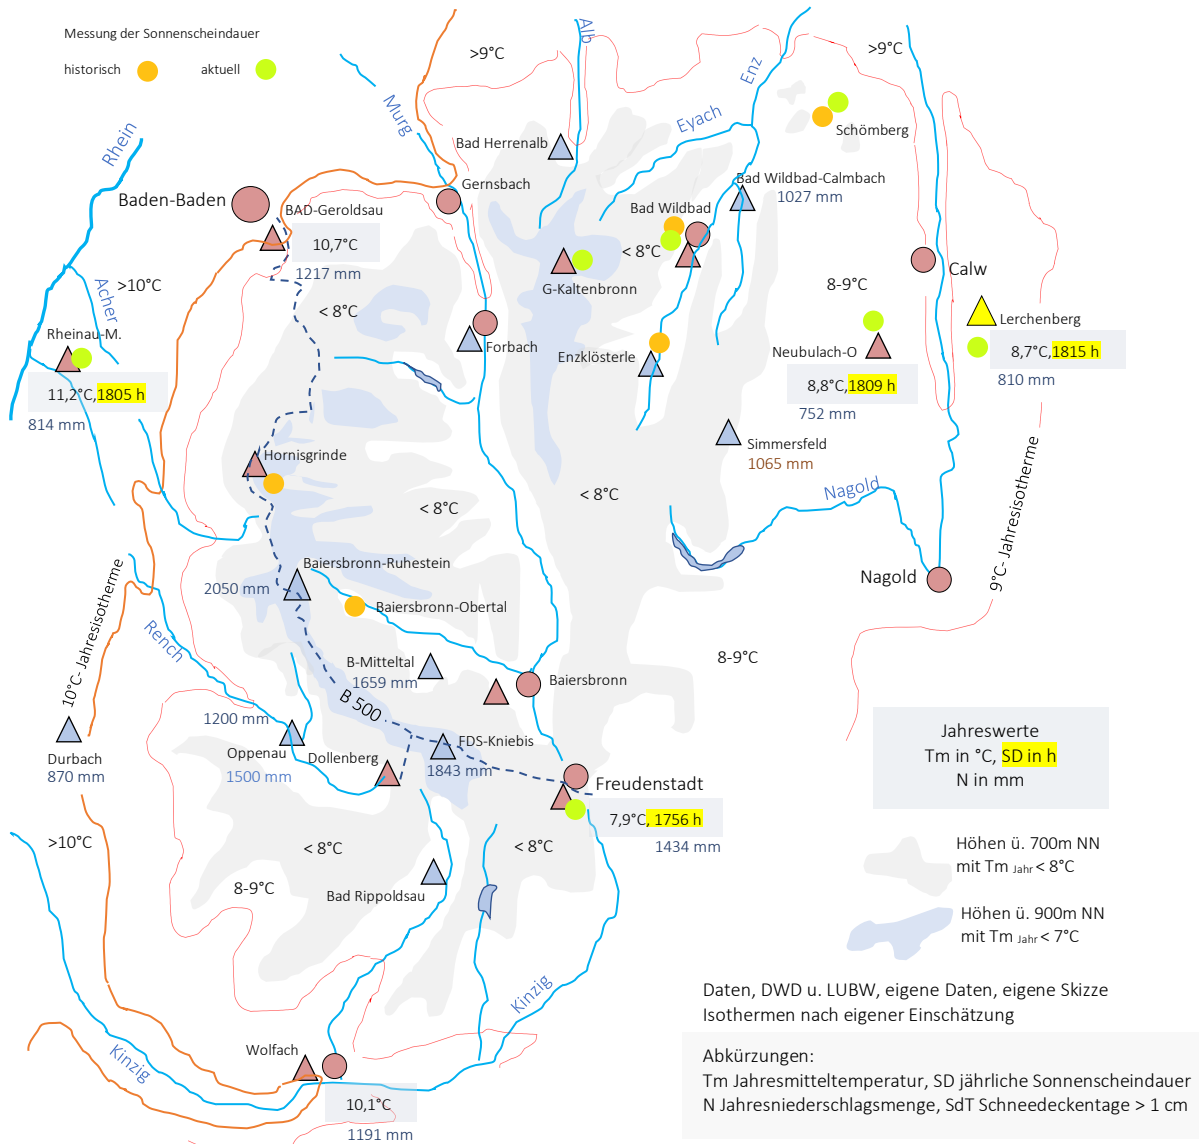 Messung der Sonnenscheindauer
historisch
aktuell
>9°C
Alb
>9°C
Enz
Murg
Eyach
Schömberg
Rhein
Bad Herrenalb
Gernsbach
Bad Wildbad-Calmbach
1027 mm
Baden-Baden
BAD-Geroldsau
10,7°C
1217 mm
Bad Wildbad
< 8°C
G-Kaltenbronn
Calw
8-9°C
>10°C
Acher
< 8°C
Rheinau-M.
11,2°C,1805 h
814 mm
Forbach
Enzklösterle
Neubulach-O
8,8°C,1809 h
752 mm
Lerchenberg
8,7°C,1815 h
810 mm
Simmersfeld
1065 mm
Hornisgrinde
< 8°C
< 8°C
Nagold
9°C- Jahresisotherme
Baiersbronn-Ruhestein
2050 mm
Baiersbronn-Obertal
Nagold
10°C- Jahresisotherme
Rench
B-Mitteltal
1659 mm
Baiersbronn
8-9°C
B 500
1200 mm
Oppenau
1500 mm
Dollenberg
FDS-Kniebis
1843 mm
Durbach
870 mm
Freudenstadt
7,9°C, 1756 h
1434 mm
Jahreswerte
Tm in °C, SD in h
N in mm
>10°C
< 8°C
< 8°C
8-9°C
Bad Rippoldsau
Höhen ü. 700m NN
mit Tm Jahr < 8°C
Höhen ü. 900m NN
mit Tm Jahr < 7°C
Kinzig
Daten, DWD u. LUBW, eigene Daten, eigene Skizze
Isothermen nach eigener Einschätzung
Kinzig
Wolfach
10,1°C
1191 mm
Abkürzungen:
Tm Jahresmitteltemperatur, SD jährliche Sonnenscheindauer
N Jahresniederschlagsmenge, SdT Schneedeckentage > 1 cm